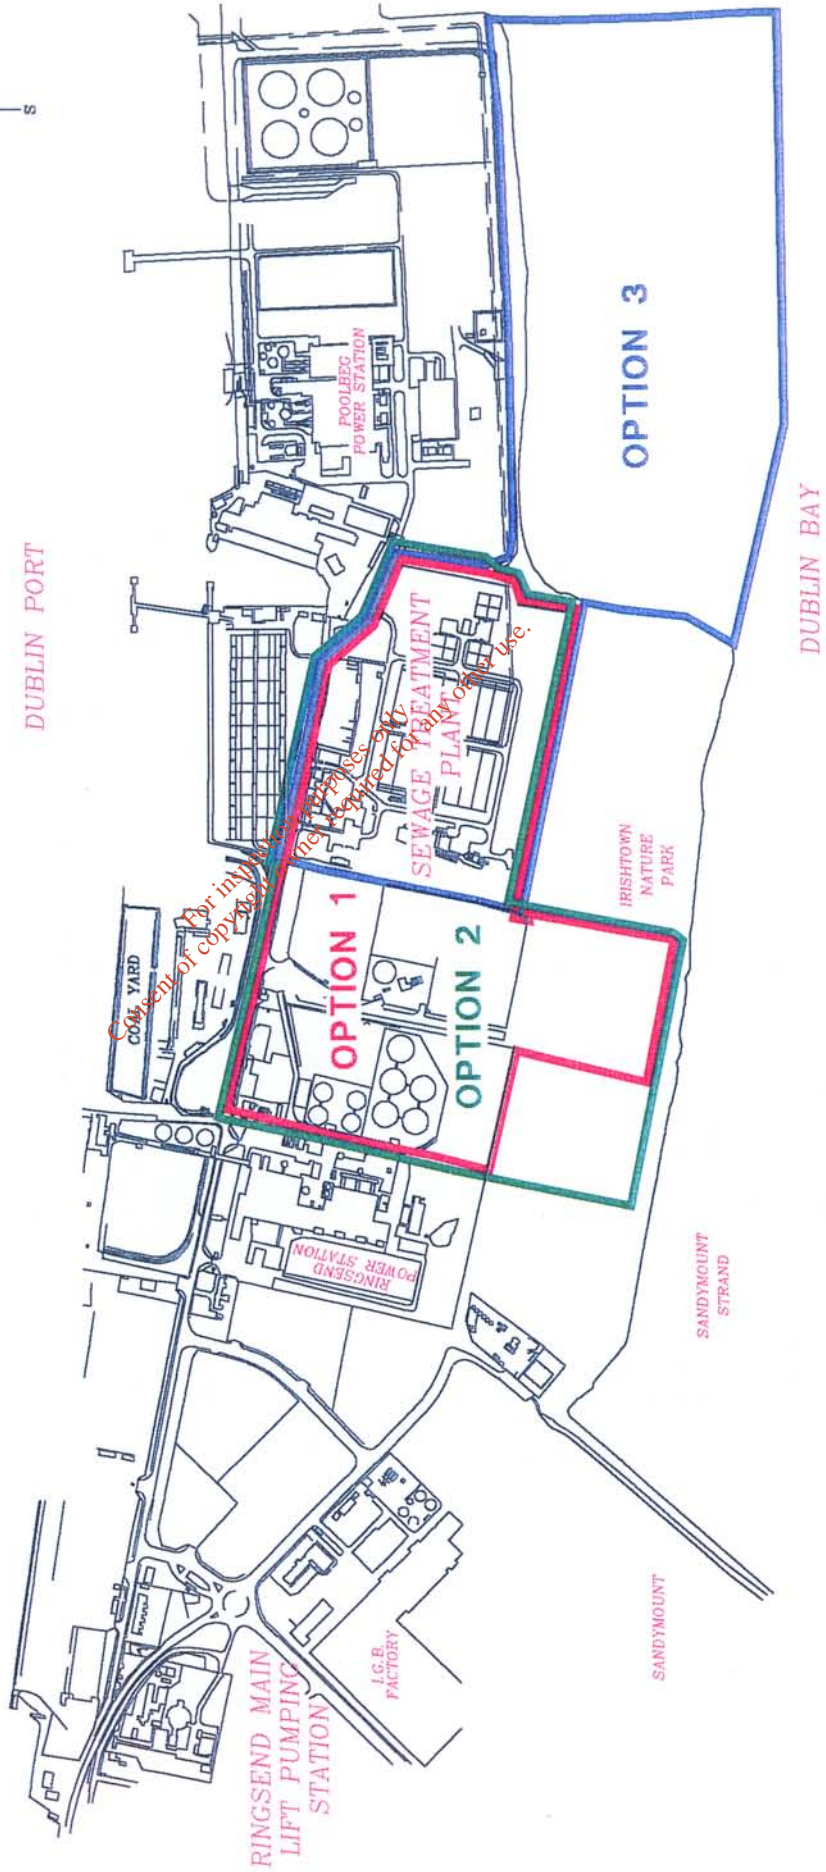 S
DUBLIN PORT
POOLBEG
POWER STATION
OPTION 3
DUBLIN BAY
SEWAGE TREATMENT
PLANT
For inspection purposes only.
Consent of copyright owner required for any other use.
IRISHTOWN
NATURE
PARK
COAL YARD
OPTION 1
OPTION 2
RINGSEND
POWER STATION
SANDYMOUNT
STRAND
I.G.B.
FACTORY
SANDYMOUNT
RINGSEND MAIN
LIFT PUMPING
STATION